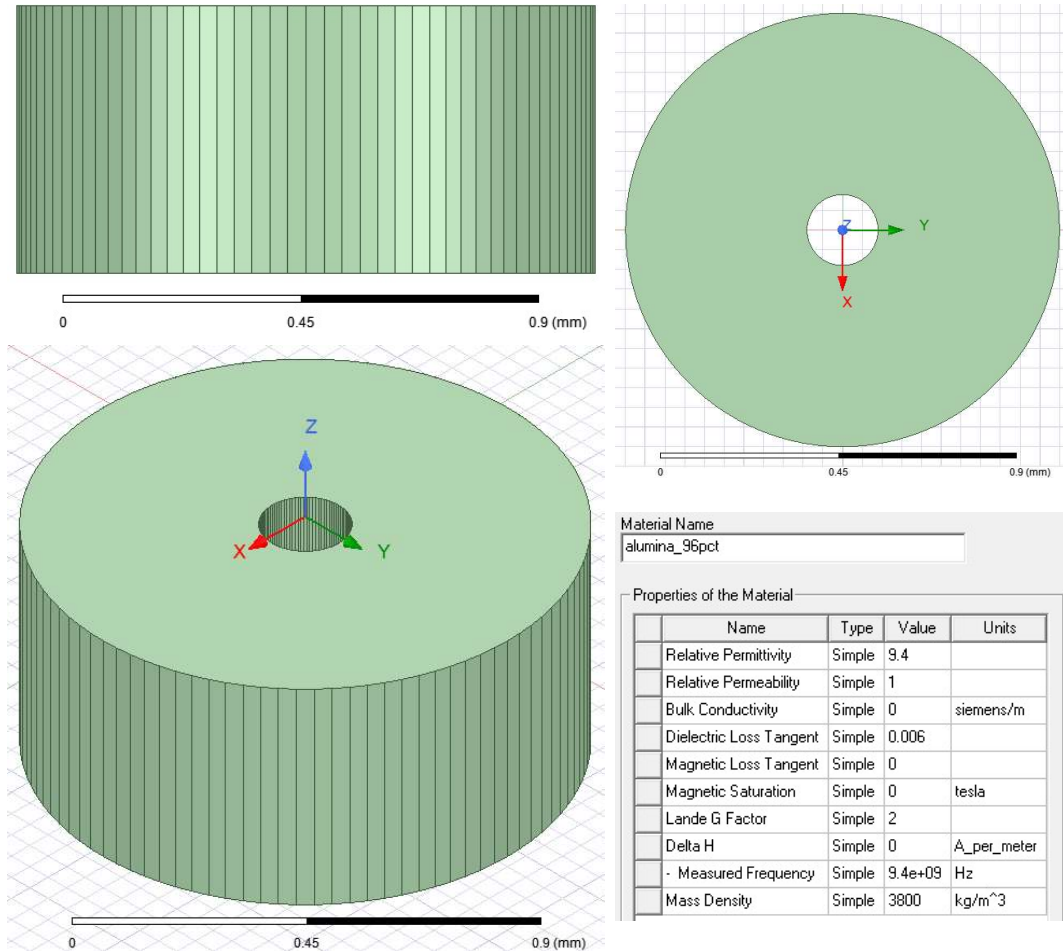 0 0.45 0.9 (mm)
Z
Y
X
0 0.45 0.9 (mm)
Z
X
Y
0 0.45 0.9 (mm)
Material Name
alumina_96pct
Properties of the Material
Name Type Value Units
Relative Permittivity Simple 9.4
Relative Permeability Simple 1
Bulk Conductivity Simple 0 siemens/m
Dielectric Loss Tangent Simple 0.006
Magnetic Loss Tangent Simple 0
Magnetic Saturation Simple 0 tesla
Lande G Factor Simple 2
Delta H Simple 0 A_per_meter
- Measured Frequency Simple 9.4e+09 Hz
Mass Density Simple 3800 kg/m^3